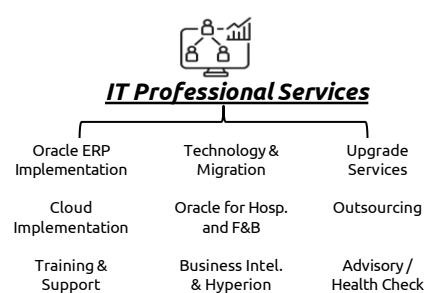 IT Professional Services
Oracle ERP
Implementation
Technology &
Migration
Upgrade
Services
Cloud
Implementation
Oracle for Hosp.
and F&B
Outsourcing
Training &
Support
Business Intel.
& Hyperion
Advisory /
Health Check